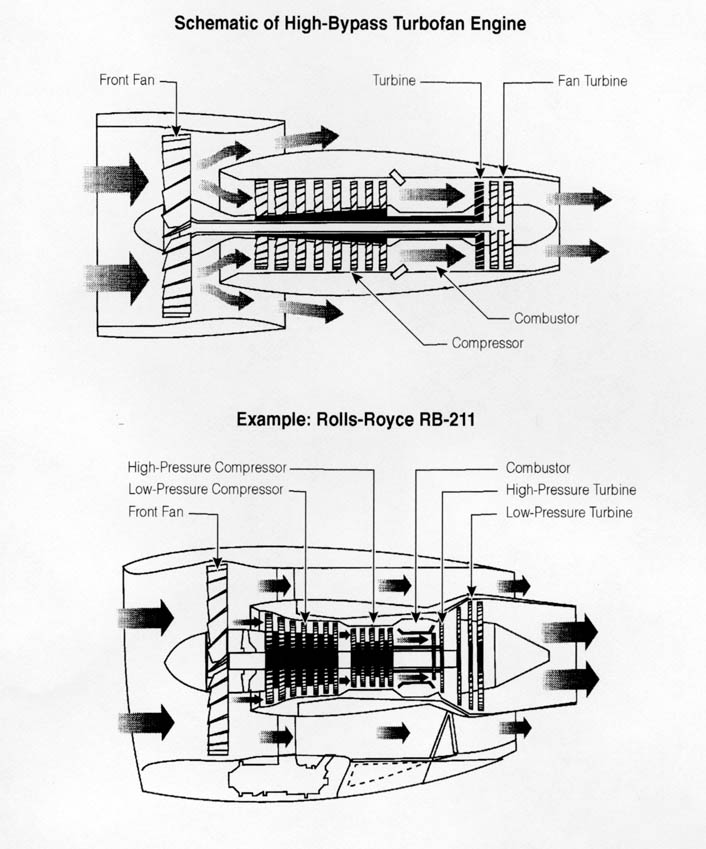 Schematic of High-Bypass Turbofan Engine
Front Fan
Turbine
Fan Turbine
Combustor
Compressor
Example: Rolls-Royce RB-211
High-Pressure Compressor
Low-Pressure Compressor
Front Fan
Combustor
High-Pressure Turbine
Low-Pressure Turbine